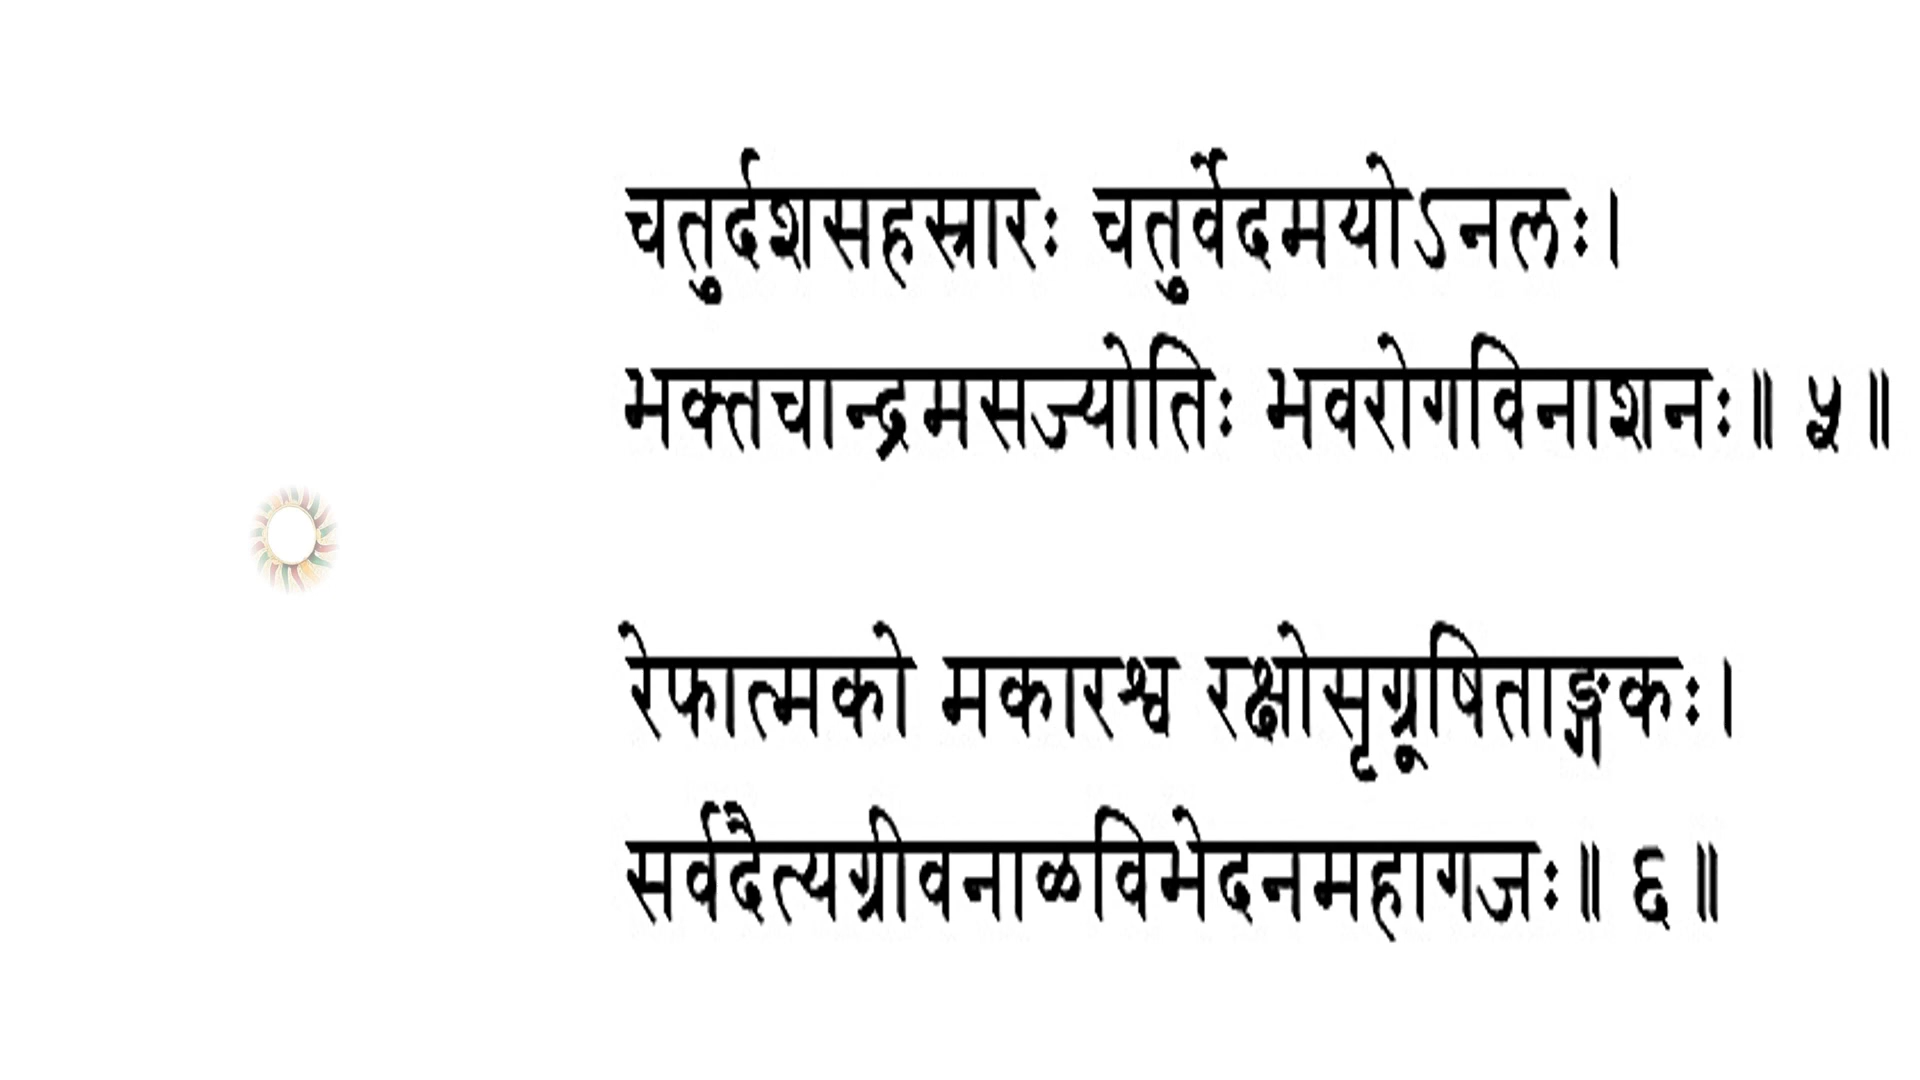 चतुर्दशसहस्रारः चतुर्वेदमयोऽनलः।
भक्तचान्द्रमसज्योतिः भवरोगविनाशनः॥ ५ ॥
रेफात्मको मकारश्च रक्षोसृग्रूषिताङ्गकः।
सर्वदैत्यग्रीवनाळविभेदनमहागजः॥ ६ ॥